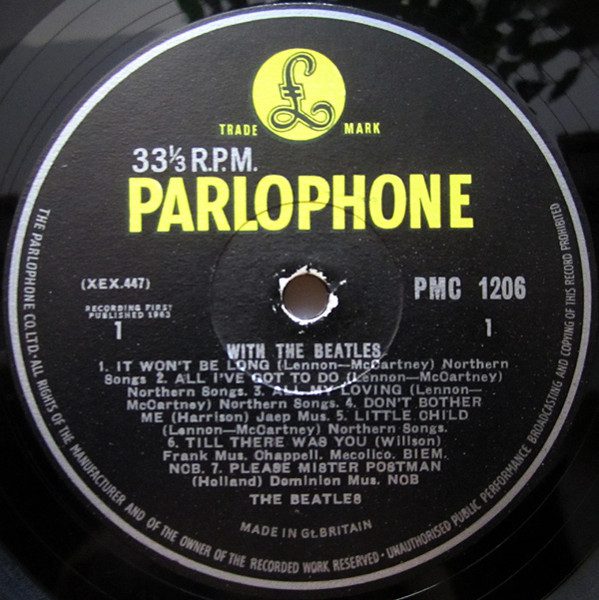 £
TRADE MARK
33⅓ R.P.M.
PARLOPHONE
(XEX.447)
PMC 1206
RECORDING FIRST
PUBLISHED 1963
1
1
WITH THE BEATLES
1. IT WON'T BE LONG (Lennon—McCartney) Northern
Songs 2. ALL I'VE GOT TO DO (Lennon—McCartney)
Northern Songs. 3. ALL MY LOVING (Lennon—
McCartney) Northern Songs. 4. DON'T BOTHER
ME (Harrison) Jaep Mus. 5. LITTLE CHILD
(Lennon—McCartney) Northern Songs.
6. TILL THERE WAS YOU (Willson)
Frank Mus. Chappell. Mecolico. BIEM.
NCB. 7. PLEASE MISTER POSTMAN
(Holland) Dominion Mus. NCB
THE BEATLES
MADE IN Gt. BRITAIN
THE PARLOPHONE CO. LTD · ALL RIGHTS OF THE MANUFACTURER AND OF THE OWNER OF THE RECORDED WORK RESERVED · UNAUTHORISED PUBLIC PERFORMANCE BROADCASTING AND COPYING OF THIS RECORD PROHIBITED